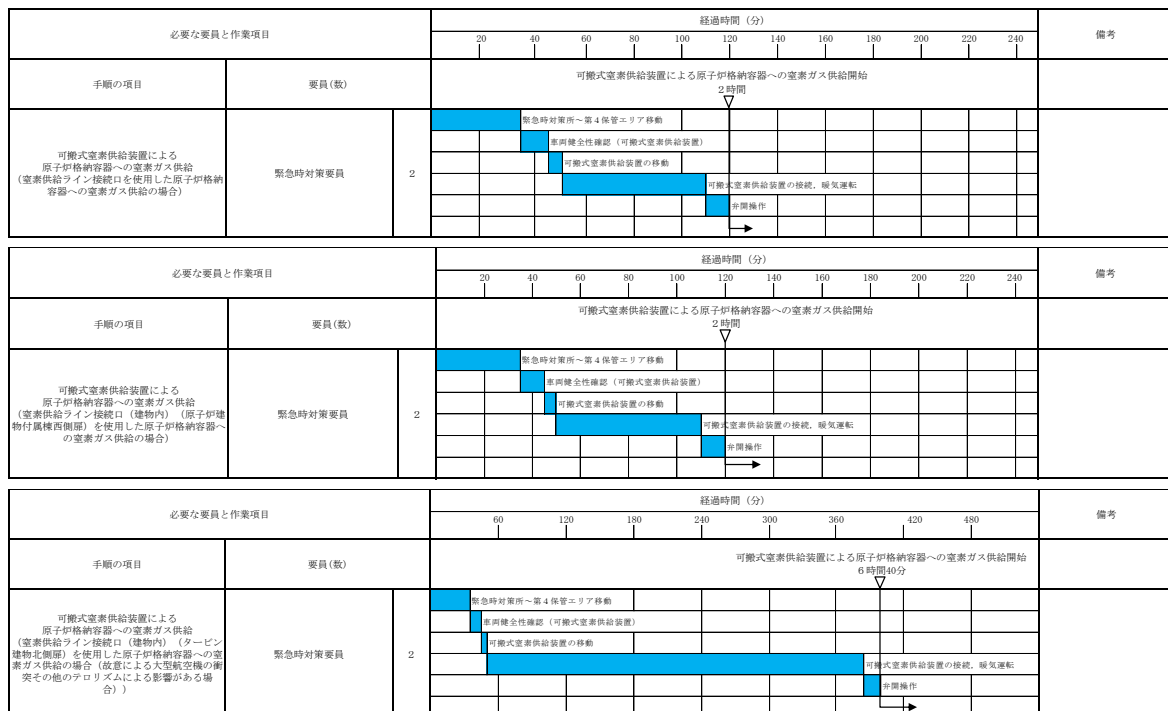 必要な要員と作業項目
経過時間（分）
備考
20 40 60 80 100 120 140 160 180 200 220 240
手順の項目
要員(数)
可搬式窒素供給装置による原子炉格納容器への窒素ガス供給開始
２時間
可搬式窒素供給装置による
原子炉格納容器への窒素ガス供給
（窒素供給ライン接続口を使用した原子炉格納
容器への窒素ガス供給の場合）
緊急時対策要員
2
緊急時対策所～第４保管エリア移動
車両健全性確認（可搬式窒素供給装置）
可搬式窒素供給装置の移動
可搬式窒素供給装置の接続，暖気運転
弁開操作
必要な要員と作業項目
経過時間（分）
備考
20 40 60 80 100 120 140 160 180 200 220 240
手順の項目
要員(数)
可搬式窒素供給装置による原子炉格納容器への窒素ガス供給開始
２時間
可搬式窒素供給装置による
原子炉格納容器への窒素ガス供給
（窒素供給ライン接続口（建物内）（原子炉建
物付属棟西側扉）を使用した原子炉格納容器へ
の窒素ガス供給の場合）
緊急時対策要員
2
緊急時対策所～第４保管エリア移動
車両健全性確認（可搬式窒素供給装置）
可搬式窒素供給装置の移動
可搬式窒素供給装置の接続，暖気運転
弁開操作
必要な要員と作業項目
経過時間（分）
備考
60 120 180 240 300 360 420 480
手順の項目
要員(数)
可搬式窒素供給装置による原子炉格納容器への窒素ガス供給開始
６時間40分
可搬式窒素供給装置による
原子炉格納容器への窒素ガス供給
（窒素供給ライン接続口（建物内）（タービン
建物北側扉）を使用した原子炉格納容器への窒
素ガス供給の場合（故意による大型航空機の衝
突その他のテロリズムによる影響がある場
合））
緊急時対策要員
2
緊急時対策所～第４保管エリア移動
車両健全性確認（可搬式窒素供給装置）
可搬式窒素供給装置の移動
可搬式窒素供給装置の接続，暖気運転
弁開操作